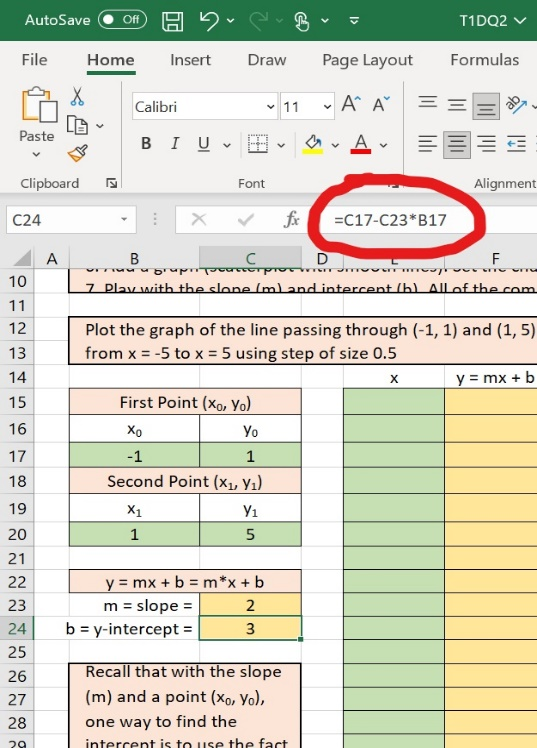 AutoSave Off T1DQ2
File Home Insert Draw Page Layout Formulas
Paste Calibri 11 A^ A˅
B I U A
Clipboard Font Alignment
C24 fx =C17-C23*B17
A B C D E F
10
7. Play with the slope (m) and intercept (b). All of the com
11
12 Plot the graph of the line passing through (-1, 1) and (1, 5)
13 from x = -5 to x = 5 using step of size 0.5
14 x y = mx + b
15 First Point (x₀, y₀)
16 x₀ y₀
17 -1 1
18 Second Point (x₁, y₁)
19 x₁ y₁
20 1 5
21
22 y = mx + b = m*x + b
23 m = slope = 2
24 b = y-intercept = 3
25
26 Recall that with the slope
27 (m) and a point (x₀, y₀),
28 one way to find the
29 intercept is to use the fact